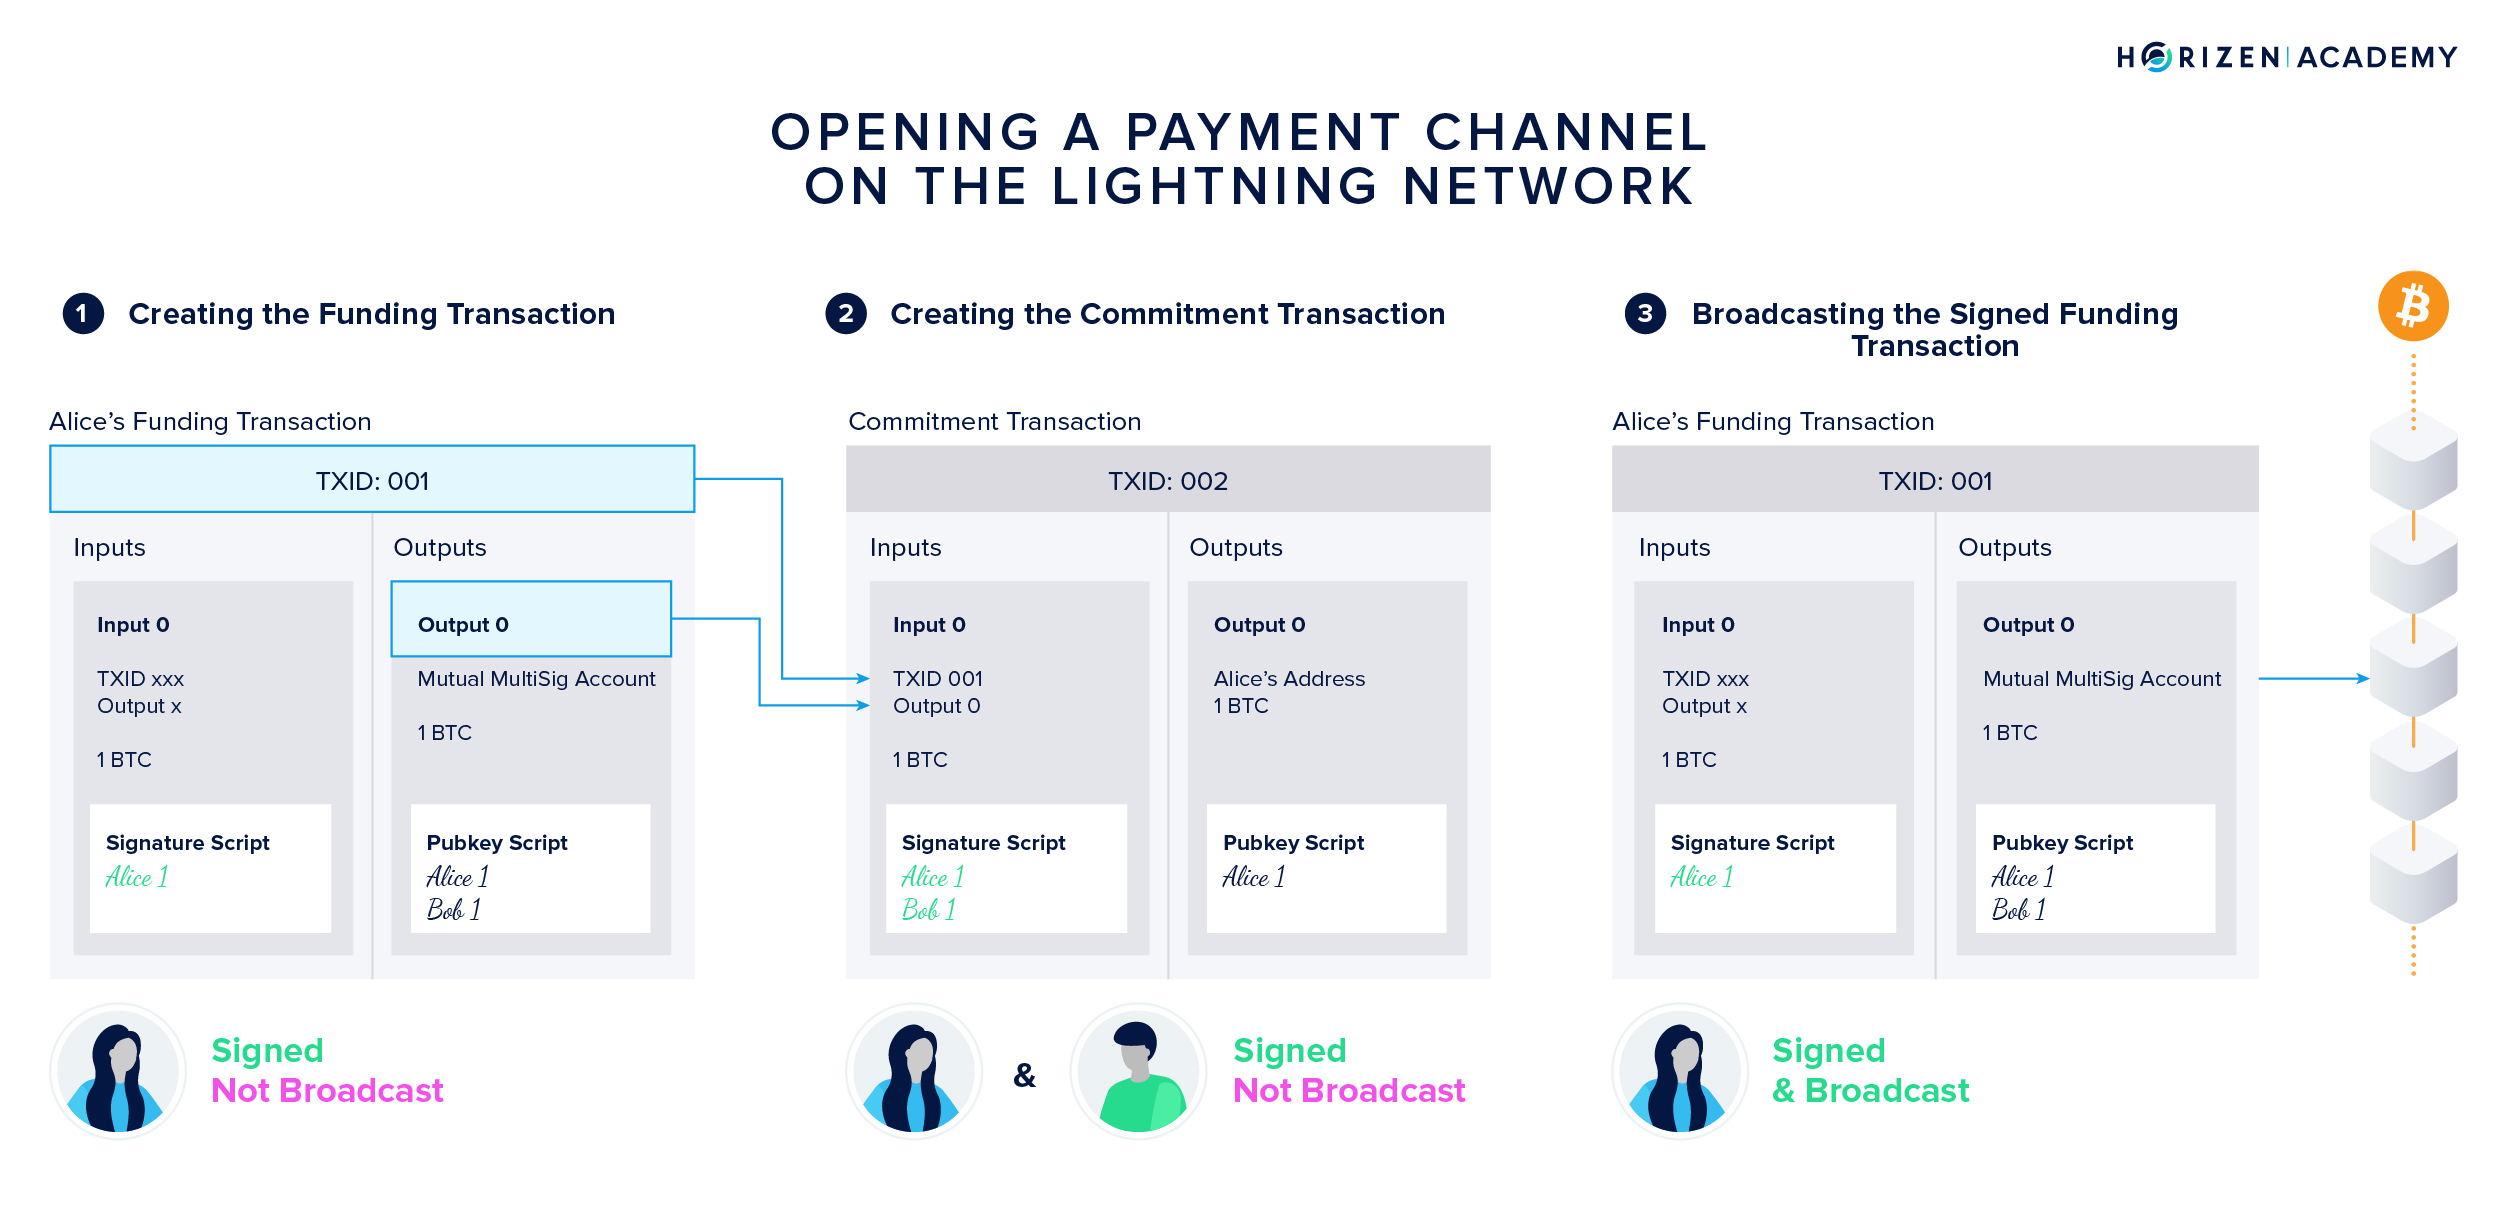 HORIZEN ACADEMY
OPENING A PAYMENT CHANNEL
ON THE LIGHTNING NETWORK
1 Creating the Funding Transaction
Alice's Funding Transaction
TXID: 001
Inputs
Input 0
TXID xxx
Output x
1 BTC
Signature Script
Alice 1
Outputs
Output 0
Mutual MultiSig Account
1 BTC
Pubkey Script
Alice 1
Bob 1
Signed
Not Broadcast
2 Creating the Commitment Transaction
Commitment Transaction
TXID: 002
Inputs
Input 0
TXID 001
Output 0
1 BTC
Signature Script
Alice 1
Bob 1
Outputs
Output 0
Alice's Address
1 BTC
Pubkey Script
Alice 1
&
Signed
Not Broadcast
3 Broadcasting the Signed Funding
Transaction
Alice's Funding Transaction
TXID: 001
Inputs
Input 0
TXID xxx
Output x
1 BTC
Signature Script
Alice 1
Outputs
Output 0
Mutual MultiSig Account
1 BTC
Pubkey Script
Alice 1
Bob 1
Signed
& Broadcast